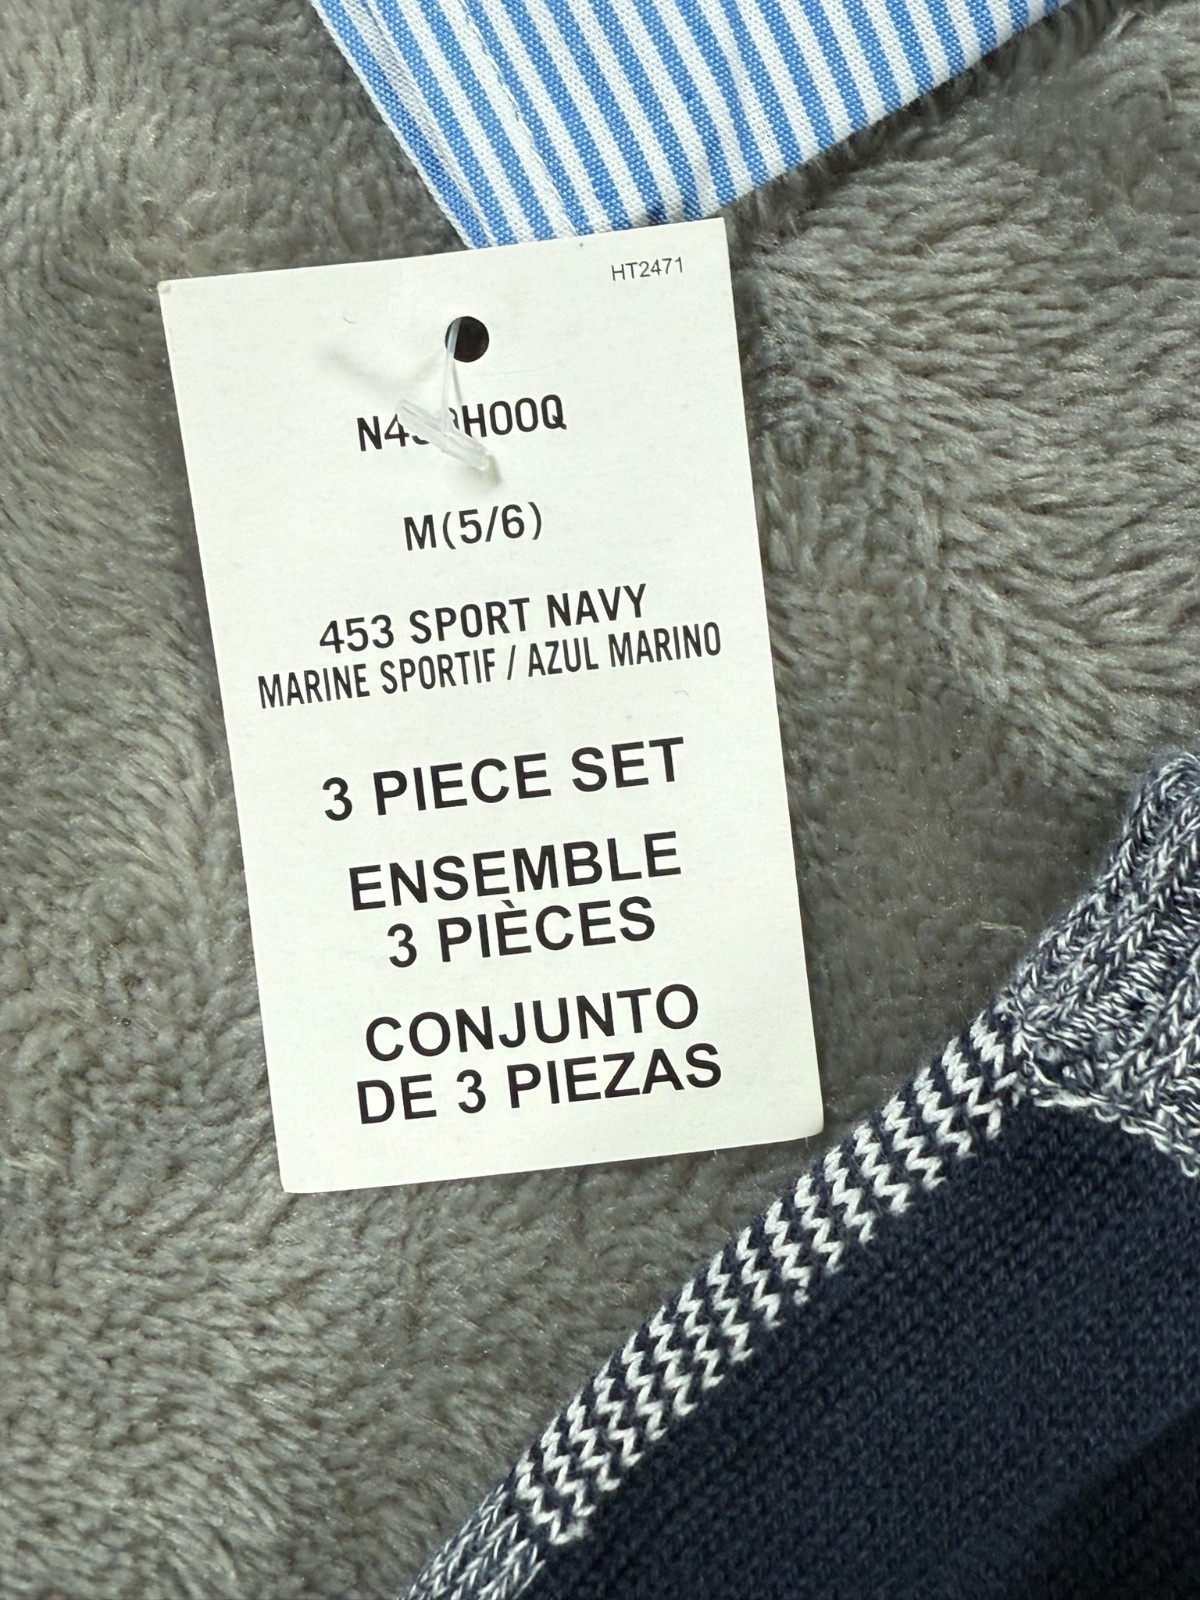 HT2471
M(5/6)
453 SPORT NAVY
MARINE SPORTIF / AZUL MARINO
3 PIECE SET
ENSEMBLE
3 PIÈCES
CONJUNTO
DE 3 PIEZAS